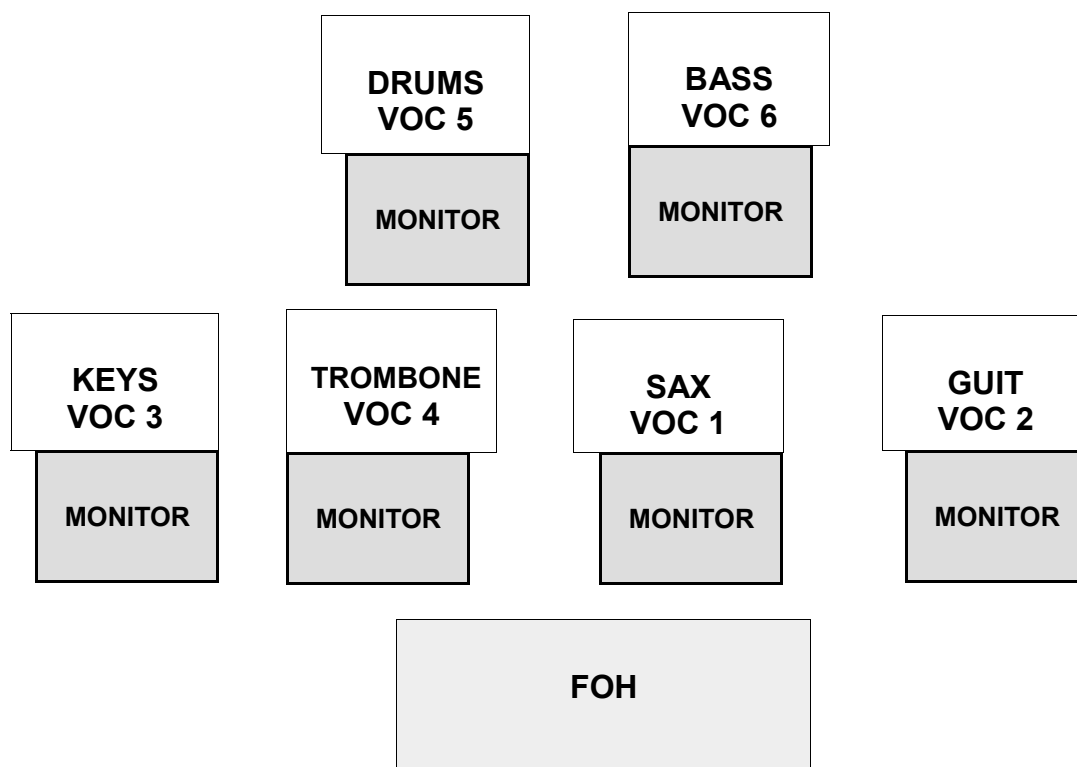 DRUMS
VOC 5
BASS
VOC 6
MONITOR
MONITOR
KEYS
VOC 3
TROMBONE
VOC 4
SAX
VOC 1
GUIT
VOC 2
MONITOR
MONITOR
MONITOR
MONITOR
FOH